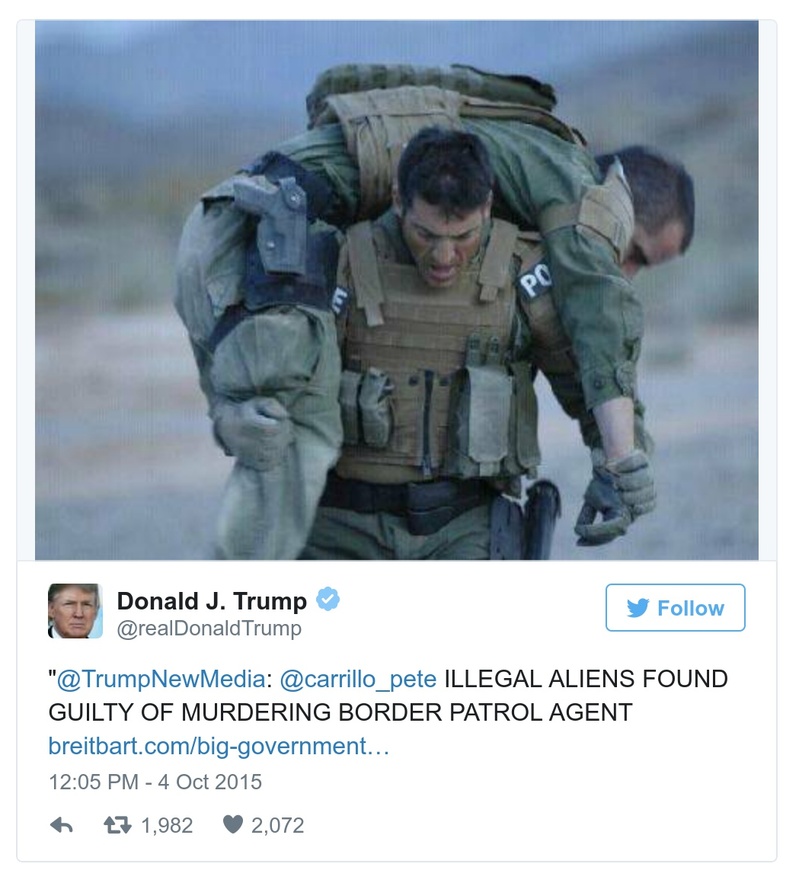 E
PO
Donald J. Trump
@realDonaldTrump
Follow
"@TrumpNewMedia: @carrillo_pete ILLEGAL ALIENS FOUND
GUILTY OF MURDERING BORDER PATROL AGENT
breitbart.com/big-government…
12:05 PM - 4 Oct 2015
1,982 2,072